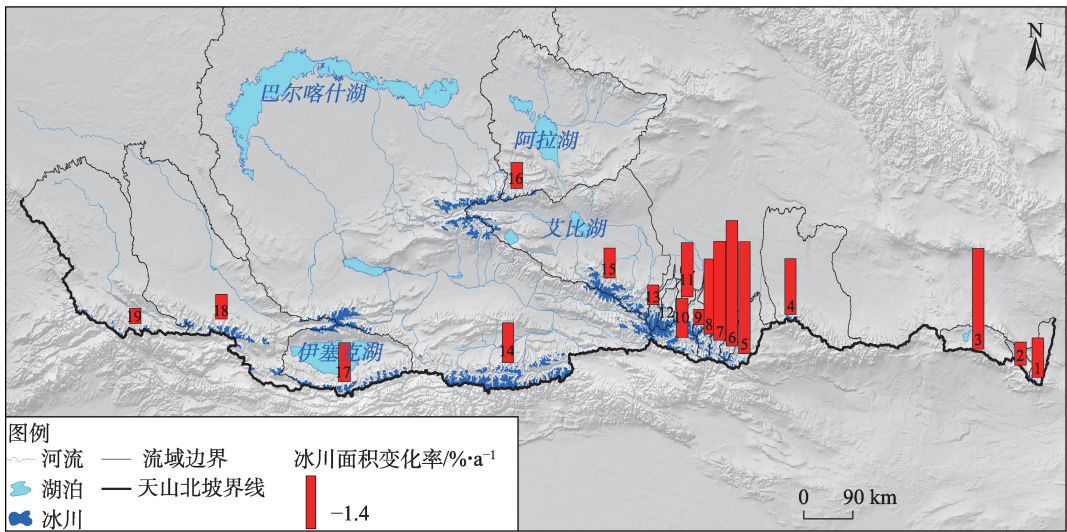 N
巴尔喀什湖
阿拉湖
16
艾比湖
15
11
4
13
12
10
9
8
7
6
5
19
18
伊塞克湖
17
14
3
2
1
图例
河流
流域边界
冰川面积变化率/%·a⁻¹
湖泊
天山北坡界线
冰川
−1.4
0 90 km